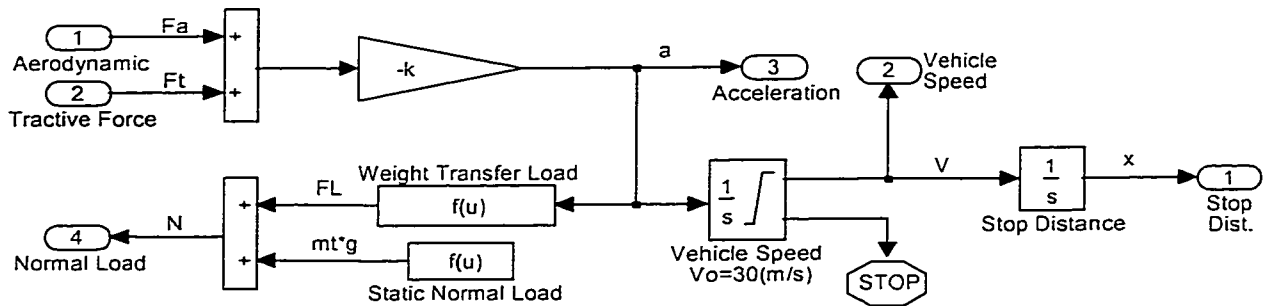 1
Fa
Aerodynamic
2
Ft
Tractive Force
+
+
-k
a
3
Acceleration
2
Vehicle
Speed
Weight Transfer Load
f(u)
FL
mt*g
f(u)
Static Normal Load
+
+
N
4
Normal Load
1
s
Vehicle Speed
Vo=30(m/s)
STOP
V
1
s
Stop Distance
x
1
Stop
Dist.